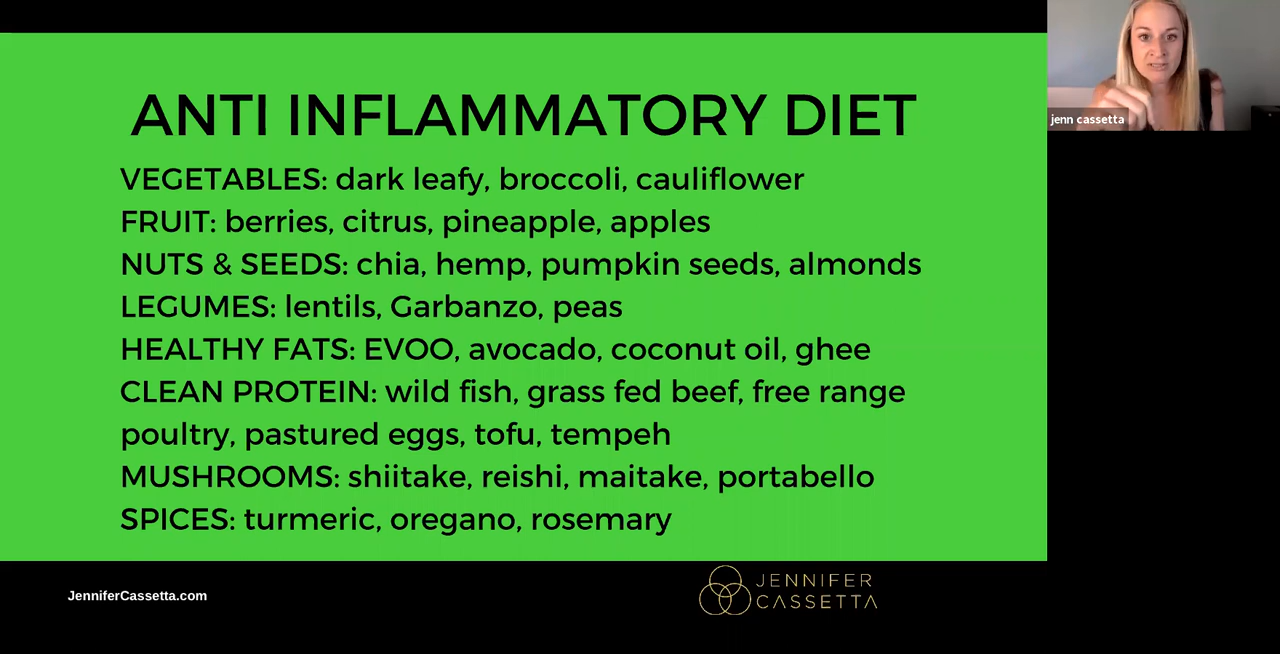 ANTI INFLAMMATORY DIET
VEGETABLES: dark leafy, broccoli, cauliflower
FRUIT: berries, citrus, pineapple, apples
NUTS & SEEDS: chia, hemp, pumpkin seeds, almonds
LEGUMES: lentils, Garbanzo, peas
HEALTHY FATS: EVOO, avocado, coconut oil, ghee
CLEAN PROTEIN: wild fish, grass fed beef, free range
poultry, pastured eggs, tofu, tempeh
MUSHROOMS: shiitake, reishi, maitake, portabello
SPICES: turmeric, oregano, rosemary
jenn cassetta
JenniferCassetta.com
JENNIFER
CASSETTA